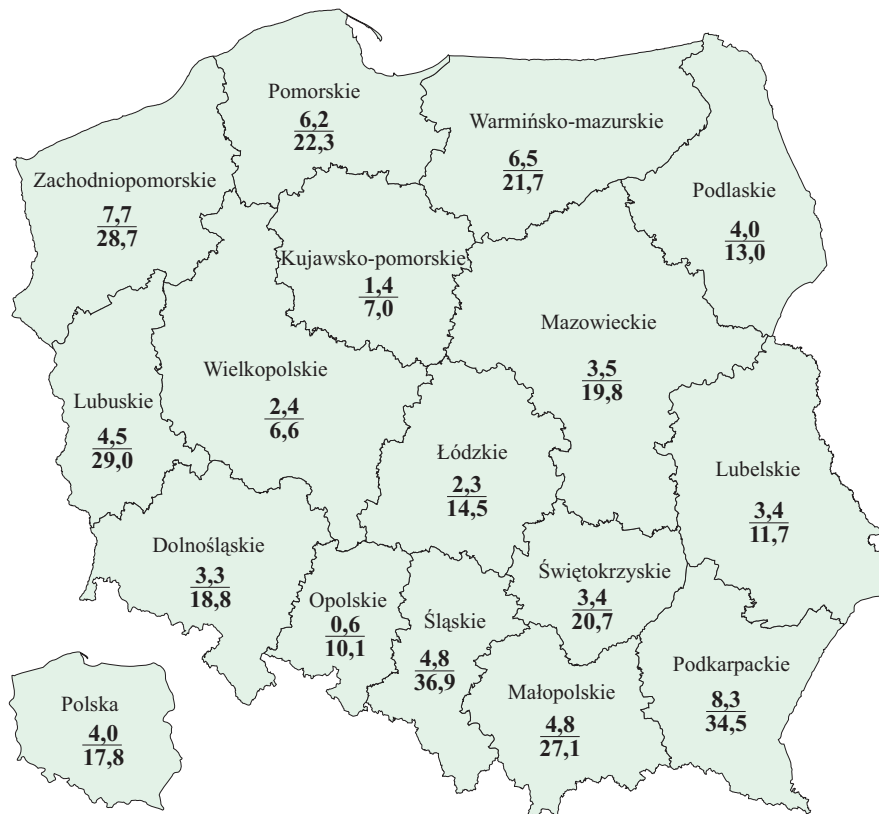 Pomorskie
6,2
22,3
Warmińsko-mazurskie
6,5
21,7
Zachodniopomorskie
7,7
28,7
Podlaskie
4,0
13,0
Kujawsko-pomorskie
1,4
7,0
Mazowieckie
3,5
19,8
Wielkopolskie
2,4
6,6
Lubuskie
4,5
29,0
Łódzkie
2,3
14,5
Lubelskie
3,4
11,7
Dolnośląskie
3,3
18,8
Opolskie
0,6
10,1
Śląskie
4,8
36,9
Świętokrzyskie
3,4
20,7
Małopolskie
4,8
27,1
Podkarpackie
8,3
34,5
Polska
4,0
17,8